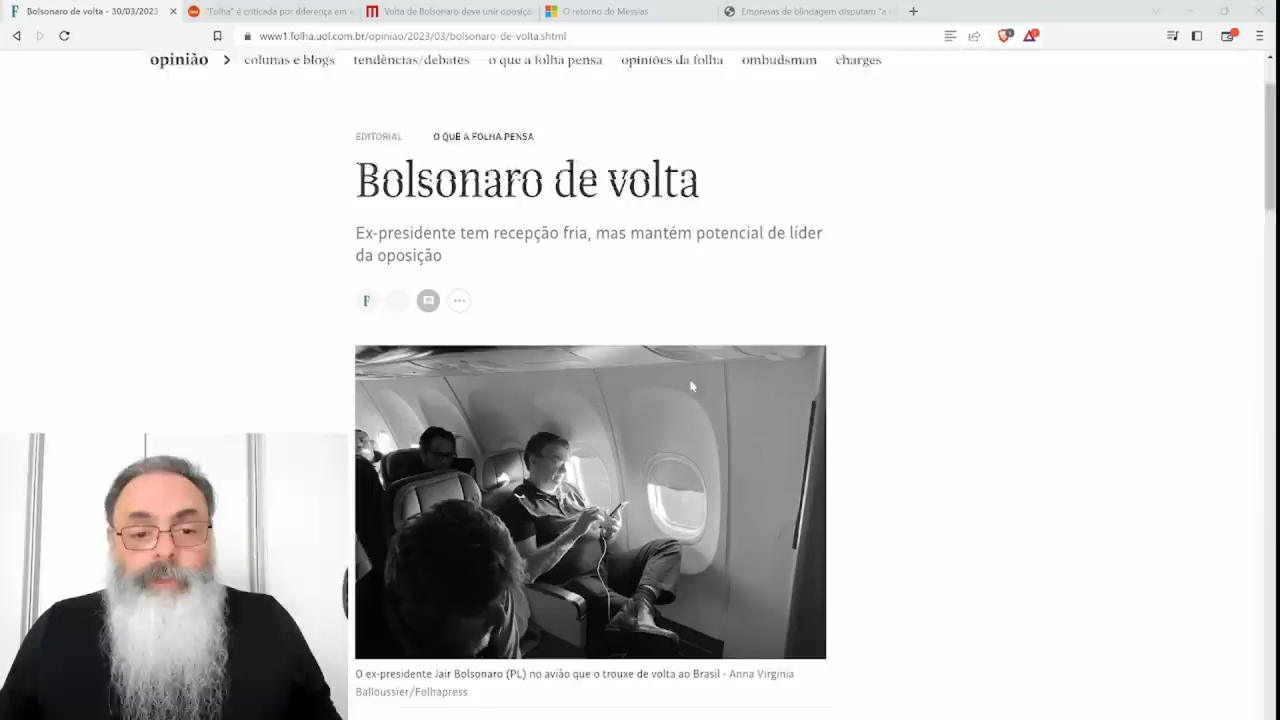 Bolsonaro de volta - 30/03/2023
"Folha" é criticada por diferença em
Volta de Bolsonaro deve unir oposiçã
O retorno do Messias
Empresas de blindagem disputam "a
www1.folha.uol.com.br/opiniao/2023/03/bolsonaro-de-volta.shtml
opinião
colunas e blogs
tendências/debates
o que a folha pensa
opiniões da folha
ombudsman
charges
EDITORIAL
O QUE A FOLHA PENSA
Bolsonaro de volta
Ex-presidente tem recepção fria, mas mantém potencial de líder
da oposição
F
O ex-presidente Jair Bolsonaro (PL) no avião que o trouxe de volta ao Brasil - Anna Virginia
Balloussier/Folhapress